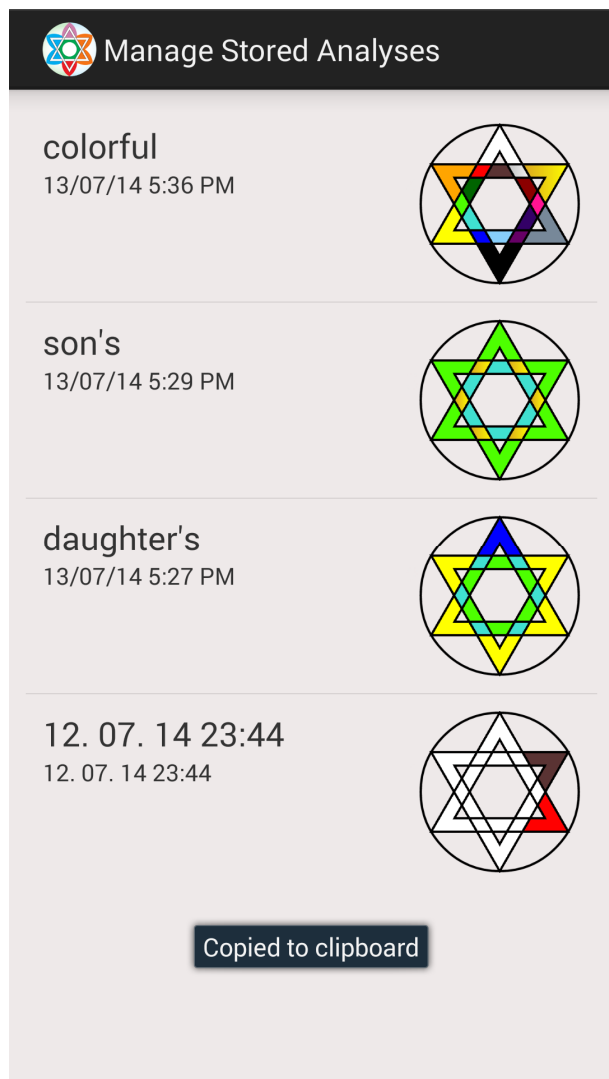 Manage Stored Analyses
colorful
13/07/14 5:36 PM
son's
13/07/14 5:29 PM
daughter's
13/07/14 5:27 PM
12. 07. 14 23:44
12. 07. 14 23:44
Copied to clipboard